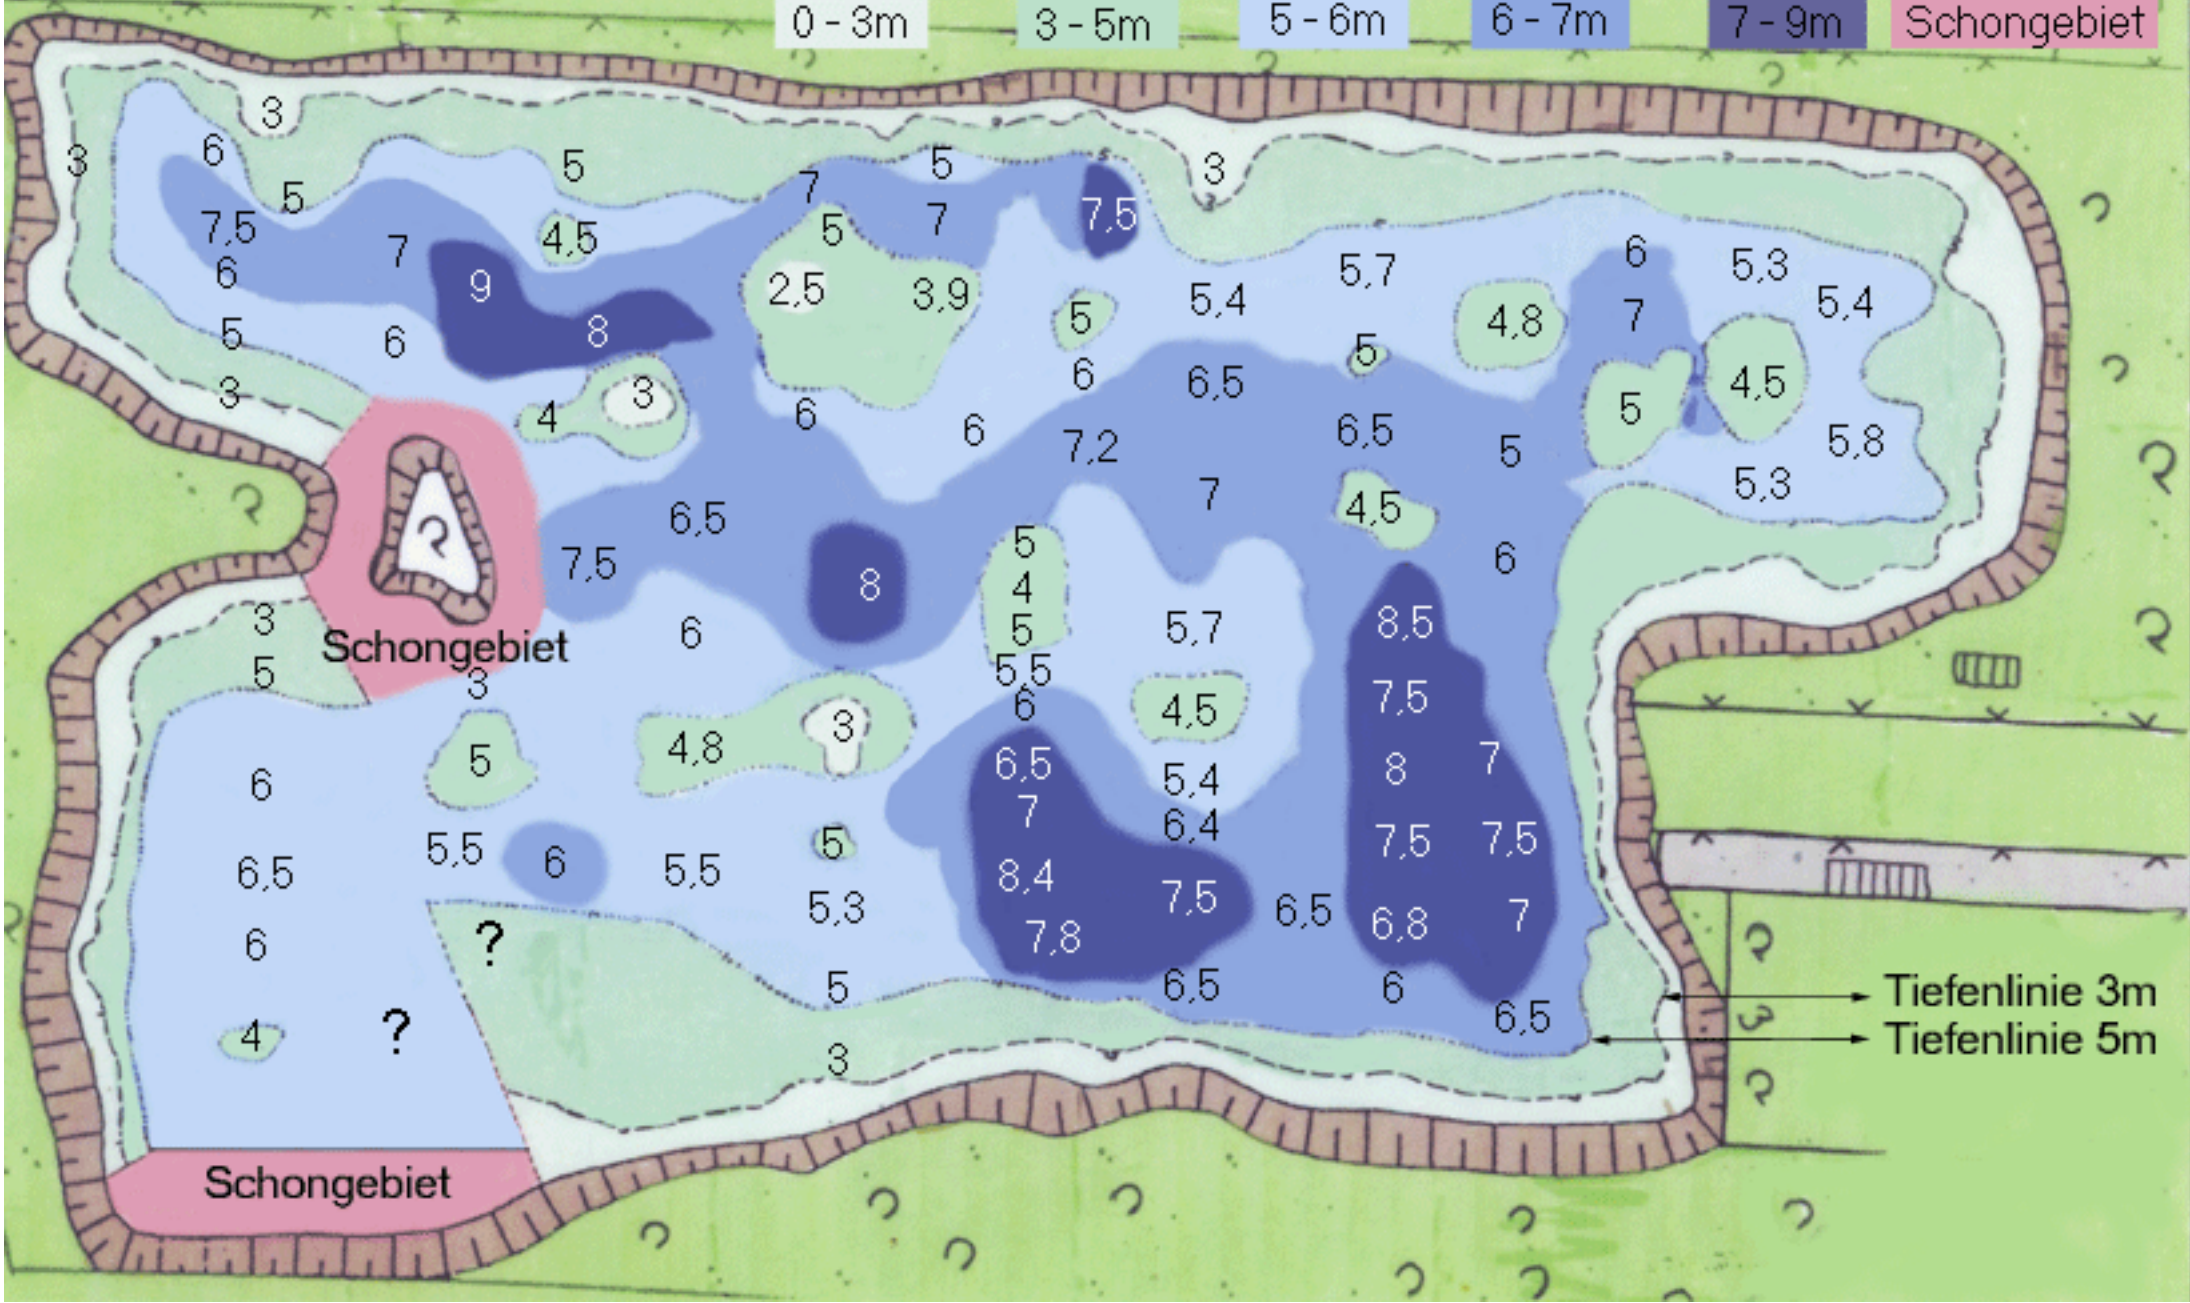 0 - 3m 3 - 5m 5 - 6m 6 - 7m 7 - 9m Schongebiet
3
6 3 5 5 3
5 7
7,5 4,5 5 7 7,5
7 6 5,3
6 9 2,5 3,9 5,4 5,7 5,4
5 6 8 5 4,8 7
5
3 4 3 6 6,5 5 4,5
6 6 7,2 6,5 5 5,8
6,5 7 4,5 5,3
7,5 8 5 6
4
3 6 5 5,7 8,5
Schongebiet
5 3 5,5 7,5
6 4,5
5 4,8 3 6,5 7
6 7 5,4 8
5,5 6 5,5 5 6,4 7,5 7,5
6,5 5,3 8,4 7,5 6,5 6,8 7
6 ? 7,8
5 6,5 6 Tiefenlinie 3m
4 ? 6,5 Tiefenlinie 5m
3
Schongebiet